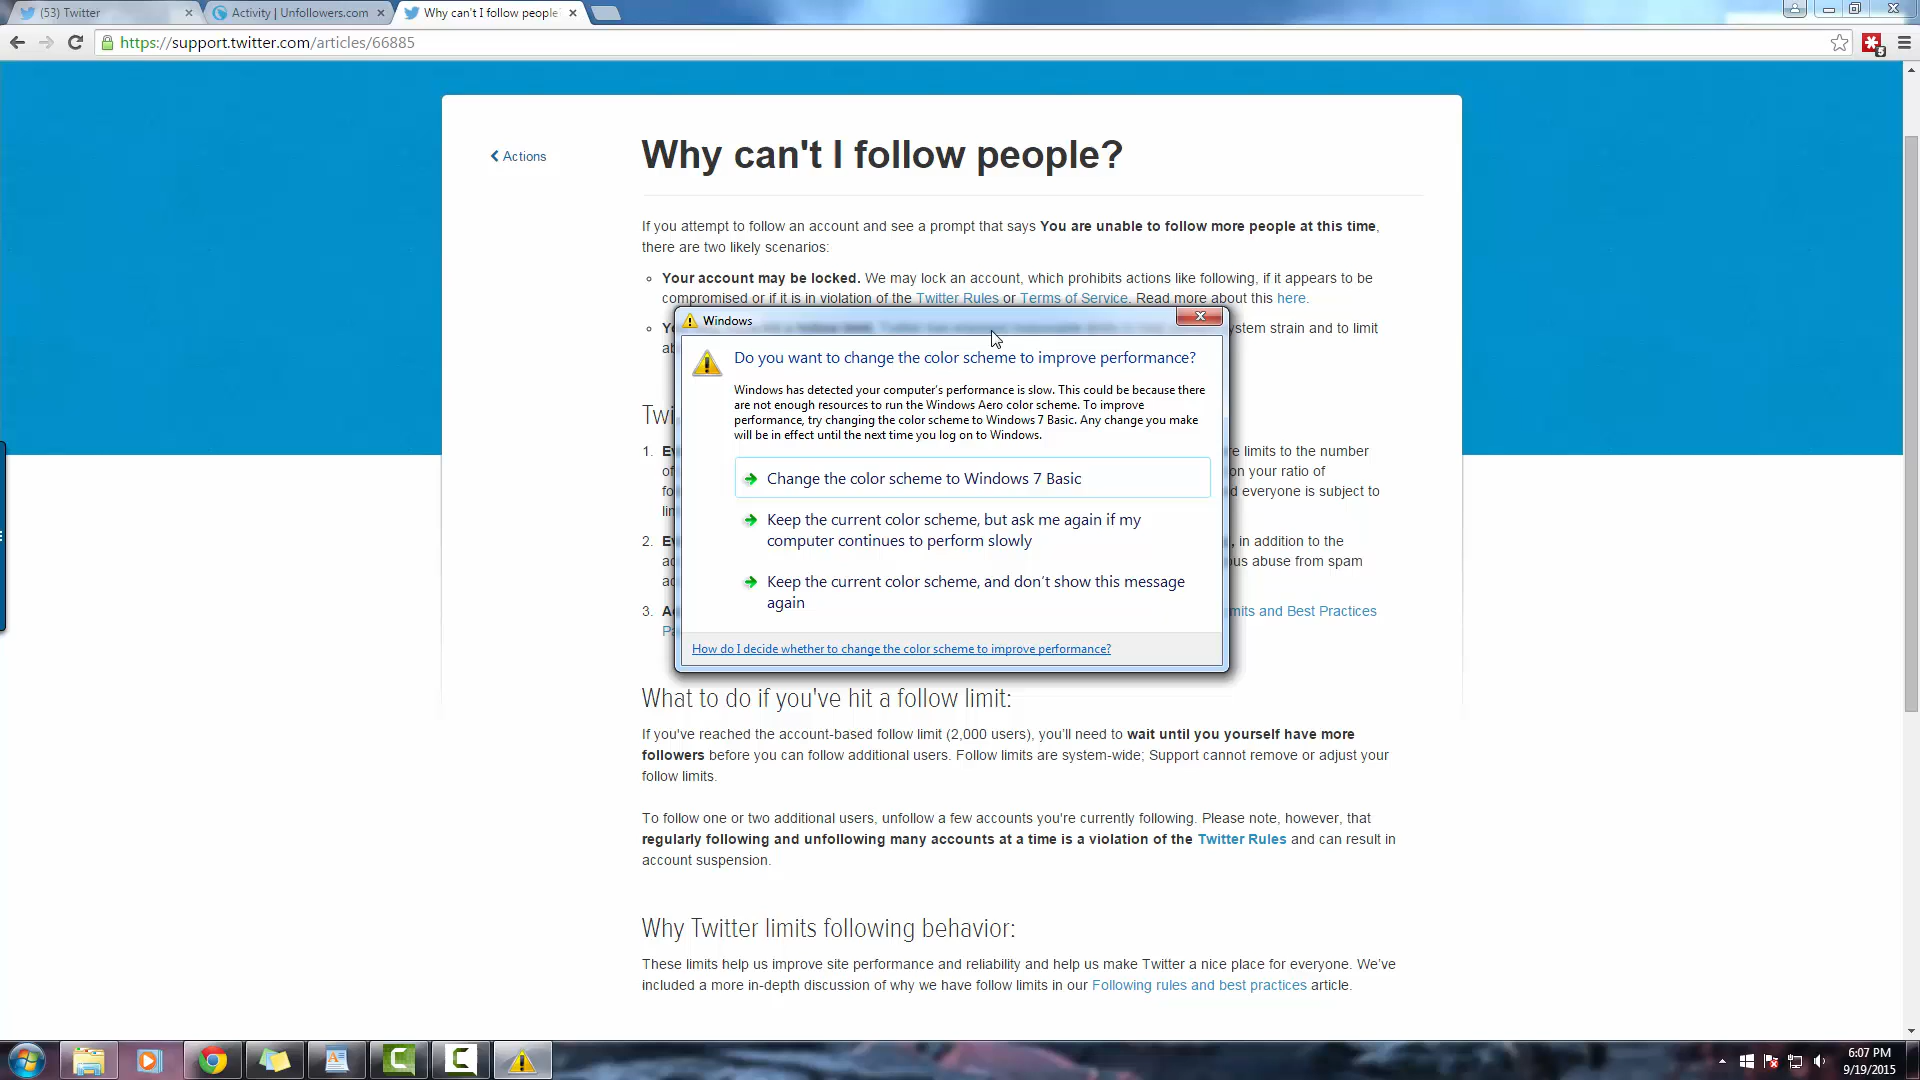 (53) Twitter
Activity | Unfollowers.com
Why can't I follow people
https://support.twitter.com/articles/66885
Actions
Why can't I follow people?
If you attempt to follow an account and see a prompt that says You are unable to follow more people at this time,
there are two likely scenarios:
Your account may be locked. We may lock an account, which prohibits actions like following, if it appears to be
compromised or if it is in violation of the Twitter Rules or Terms of Service. Read more about this here.
ystem strain and to limit
Windows
Do you want to change the color scheme to improve performance?
Windows has detected your computer's performance is slow. This could be because there
are not enough resources to run the Windows Aero color scheme. To improve
performance, try changing the color scheme to Windows 7 Basic. Any change you make
will be in effect until the next time you log on to Windows.
Change the color scheme to Windows 7 Basic
Keep the current color scheme, but ask me again if my
computer continues to perform slowly
Keep the current color scheme, and don't show this message
again
How do I decide whether to change the color scheme to improve performance?
Twi
1. Ev
re limits to the number
of
on your ratio of
fo
d everyone is subject to
lin
2. Ev
, in addition to the
ac
us abuse from spam
ac
3. Ac
mits and Best Practices
Pa
What to do if you've hit a follow limit:
If you've reached the account-based follow limit (2,000 users), you'll need to wait until you yourself have more
followers before you can follow additional users. Follow limits are system-wide; Support cannot remove or adjust your
follow limits.
To follow one or two additional users, unfollow a few accounts you're currently following. Please note, however, that
regularly following and unfollowing many accounts at a time is a violation of the Twitter Rules and can result in
account suspension.
Why Twitter limits following behavior:
These limits help us improve site performance and reliability and help us make Twitter a nice place for everyone. We've
included a more in-depth discussion of why we have follow limits in our Following rules and best practices article.
6:07 PM
9/19/2015